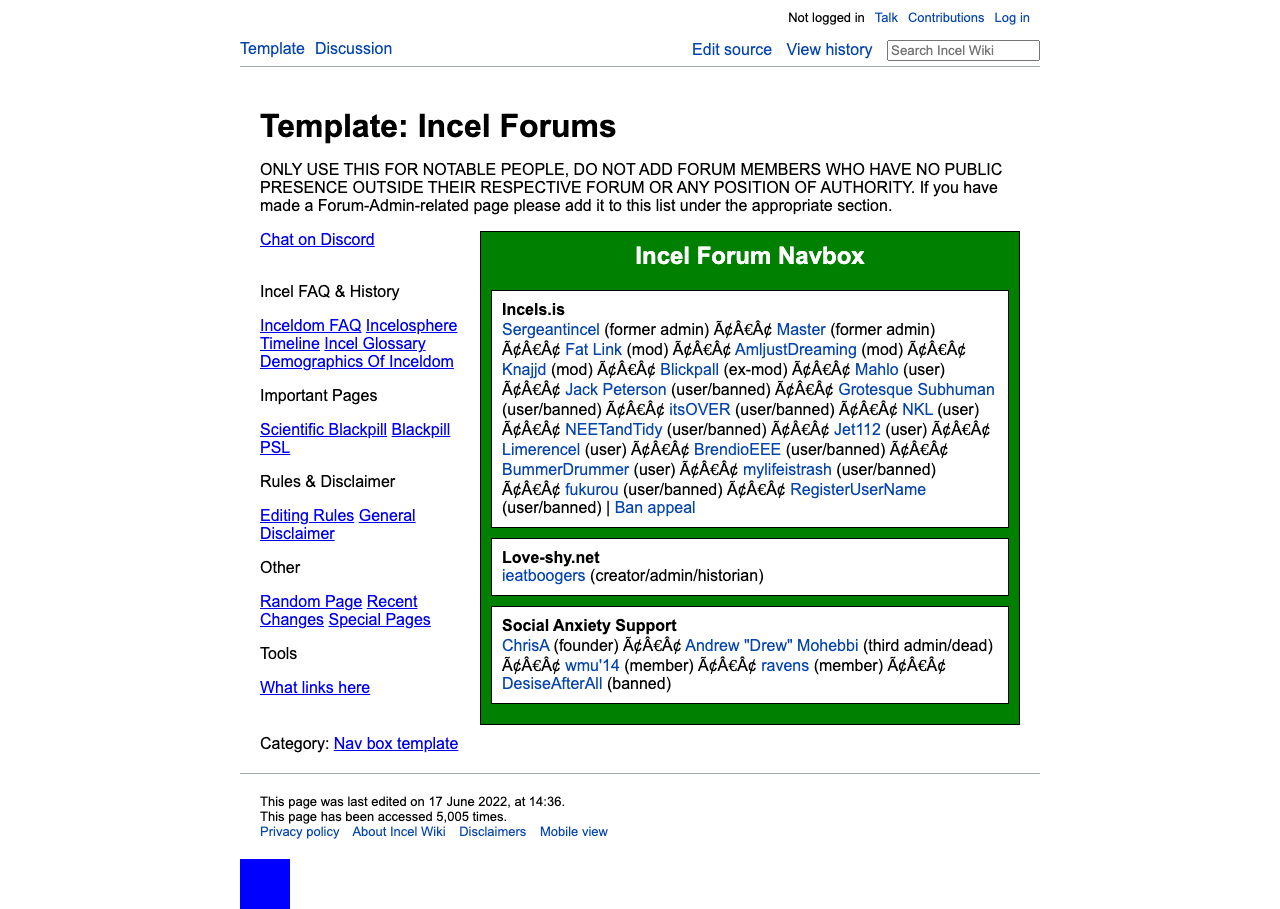 Not logged in Talk Contributions Log in
Template Discussion Edit source View history Search Incel Wiki
Template: Incel Forums
ONLY USE THIS FOR NOTABLE PEOPLE, DO NOT ADD FORUM MEMBERS WHO HAVE NO PUBLIC
PRESENCE OUTSIDE THEIR RESPECTIVE FORUM OR ANY POSITION OF AUTHORITY. If you have
made a Forum-Admin-related page please add it to this list under the appropriate section.
Chat on Discord
Incel FAQ & History
Inceldom FAQ Incelosphere
Timeline Incel Glossary
Demographics Of Inceldom
Important Pages
Scientific Blackpill Blackpill
PSL
Rules & Disclaimer
Editing Rules General
Disclaimer
Other
Random Page Recent
Changes Special Pages
Tools
What links here
Incel Forum Navbox
Incels.is
Sergeantincel (former admin) Ã¢Â€Â¢ Master (former admin)
Ã¢Â€Â¢ Fat Link (mod) Ã¢Â€Â¢ AmljustDreaming (mod) Ã¢Â€Â¢
Knajjd (mod) Ã¢Â€Â¢ Blickpall (ex-mod) Ã¢Â€Â¢ Mahlo (user)
Ã¢Â€Â¢ Jack Peterson (user/banned) Ã¢Â€Â¢ Grotesque Subhuman
(user/banned) Ã¢Â€Â¢ itsOVER (user/banned) Ã¢Â€Â¢ NKL (user)
Ã¢Â€Â¢ NEETandTidy (user/banned) Ã¢Â€Â¢ Jet112 (user) Ã¢Â€Â¢
Limerencel (user) Ã¢Â€Â¢ BrendioEEE (user/banned) Ã¢Â€Â¢
BummerDrummer (user) Ã¢Â€Â¢ mylifeistrash (user/banned)
Ã¢Â€Â¢ fukurou (user/banned) Ã¢Â€Â¢ RegisterUserName
(user/banned) | Ban appeal
Love-shy.net
ieatboogers (creator/admin/historian)
Social Anxiety Support
ChrisA (founder) Ã¢Â€Â¢ Andrew "Drew" Mohebbi (third admin/dead)
Ã¢Â€Â¢ wmu'14 (member) Ã¢Â€Â¢ ravens (member) Ã¢Â€Â¢
DesiseAfterAll (banned)
Category: Nav box template
This page was last edited on 17 June 2022, at 14:36.
This page has been accessed 5,005 times.
Privacy policy About Incel Wiki Disclaimers Mobile view